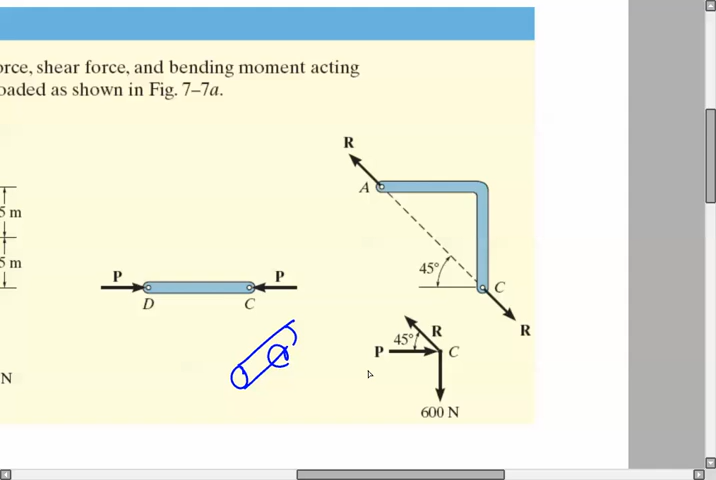 orce, shear force, and bending moment acting
oaded as shown in Fig. 7–7a.
R
A
5 m
5 m
45°
C
P
P
D
C
R
45°
R
P
C
N
600 N